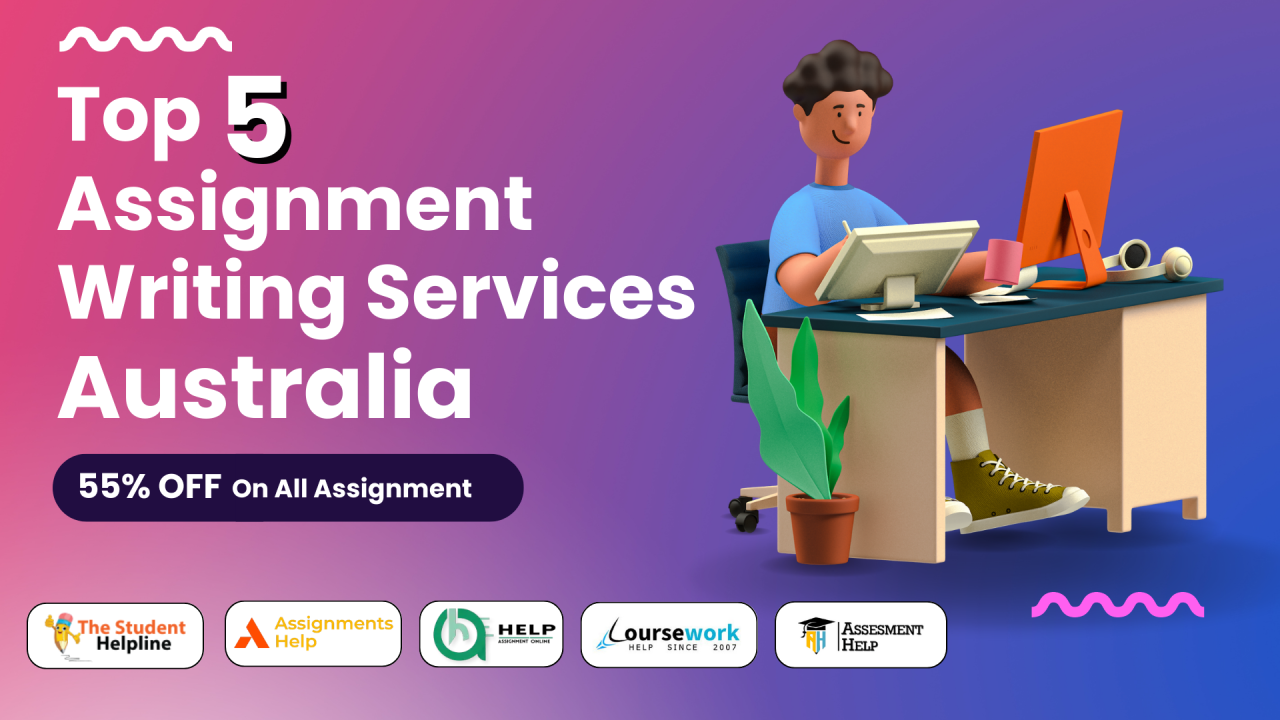 Top 5
Assignment
Writing Services
Australia
55% OFF On All Assignment
The Student
Helpline
Assignments
Help
HELP
ASSIGNMENT ONLINE
Coursework
HELP SINCE 2007
AH
ASSESMENT
HELP